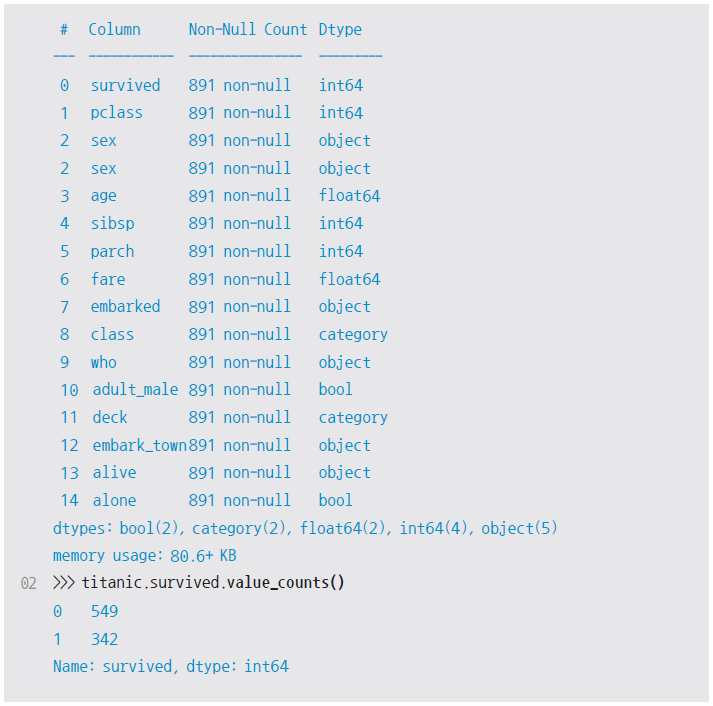 # Column Non-Null Count Dtype
--- ------------ ---------------- ---------
0 survived 891 non-null int64
1 pclass 891 non-null int64
2 sex 891 non-null object
2 sex 891 non-null object
3 age 891 non-null float64
4 sibsp 891 non-null int64
5 parch 891 non-null int64
6 fare 891 non-null float64
7 embarked 891 non-null object
8 class 891 non-null category
9 who 891 non-null object
10 adult_male 891 non-null bool
11 deck 891 non-null category
12 embark_town 891 non-null object
13 alive 891 non-null object
14 alone 891 non-null bool
dtypes: bool(2), category(2), float64(2), int64(4), object(5)
memory usage: 80.6+ KB
02 >>> titanic.survived.value_counts()
0 549
1 342
Name: survived, dtype: int64